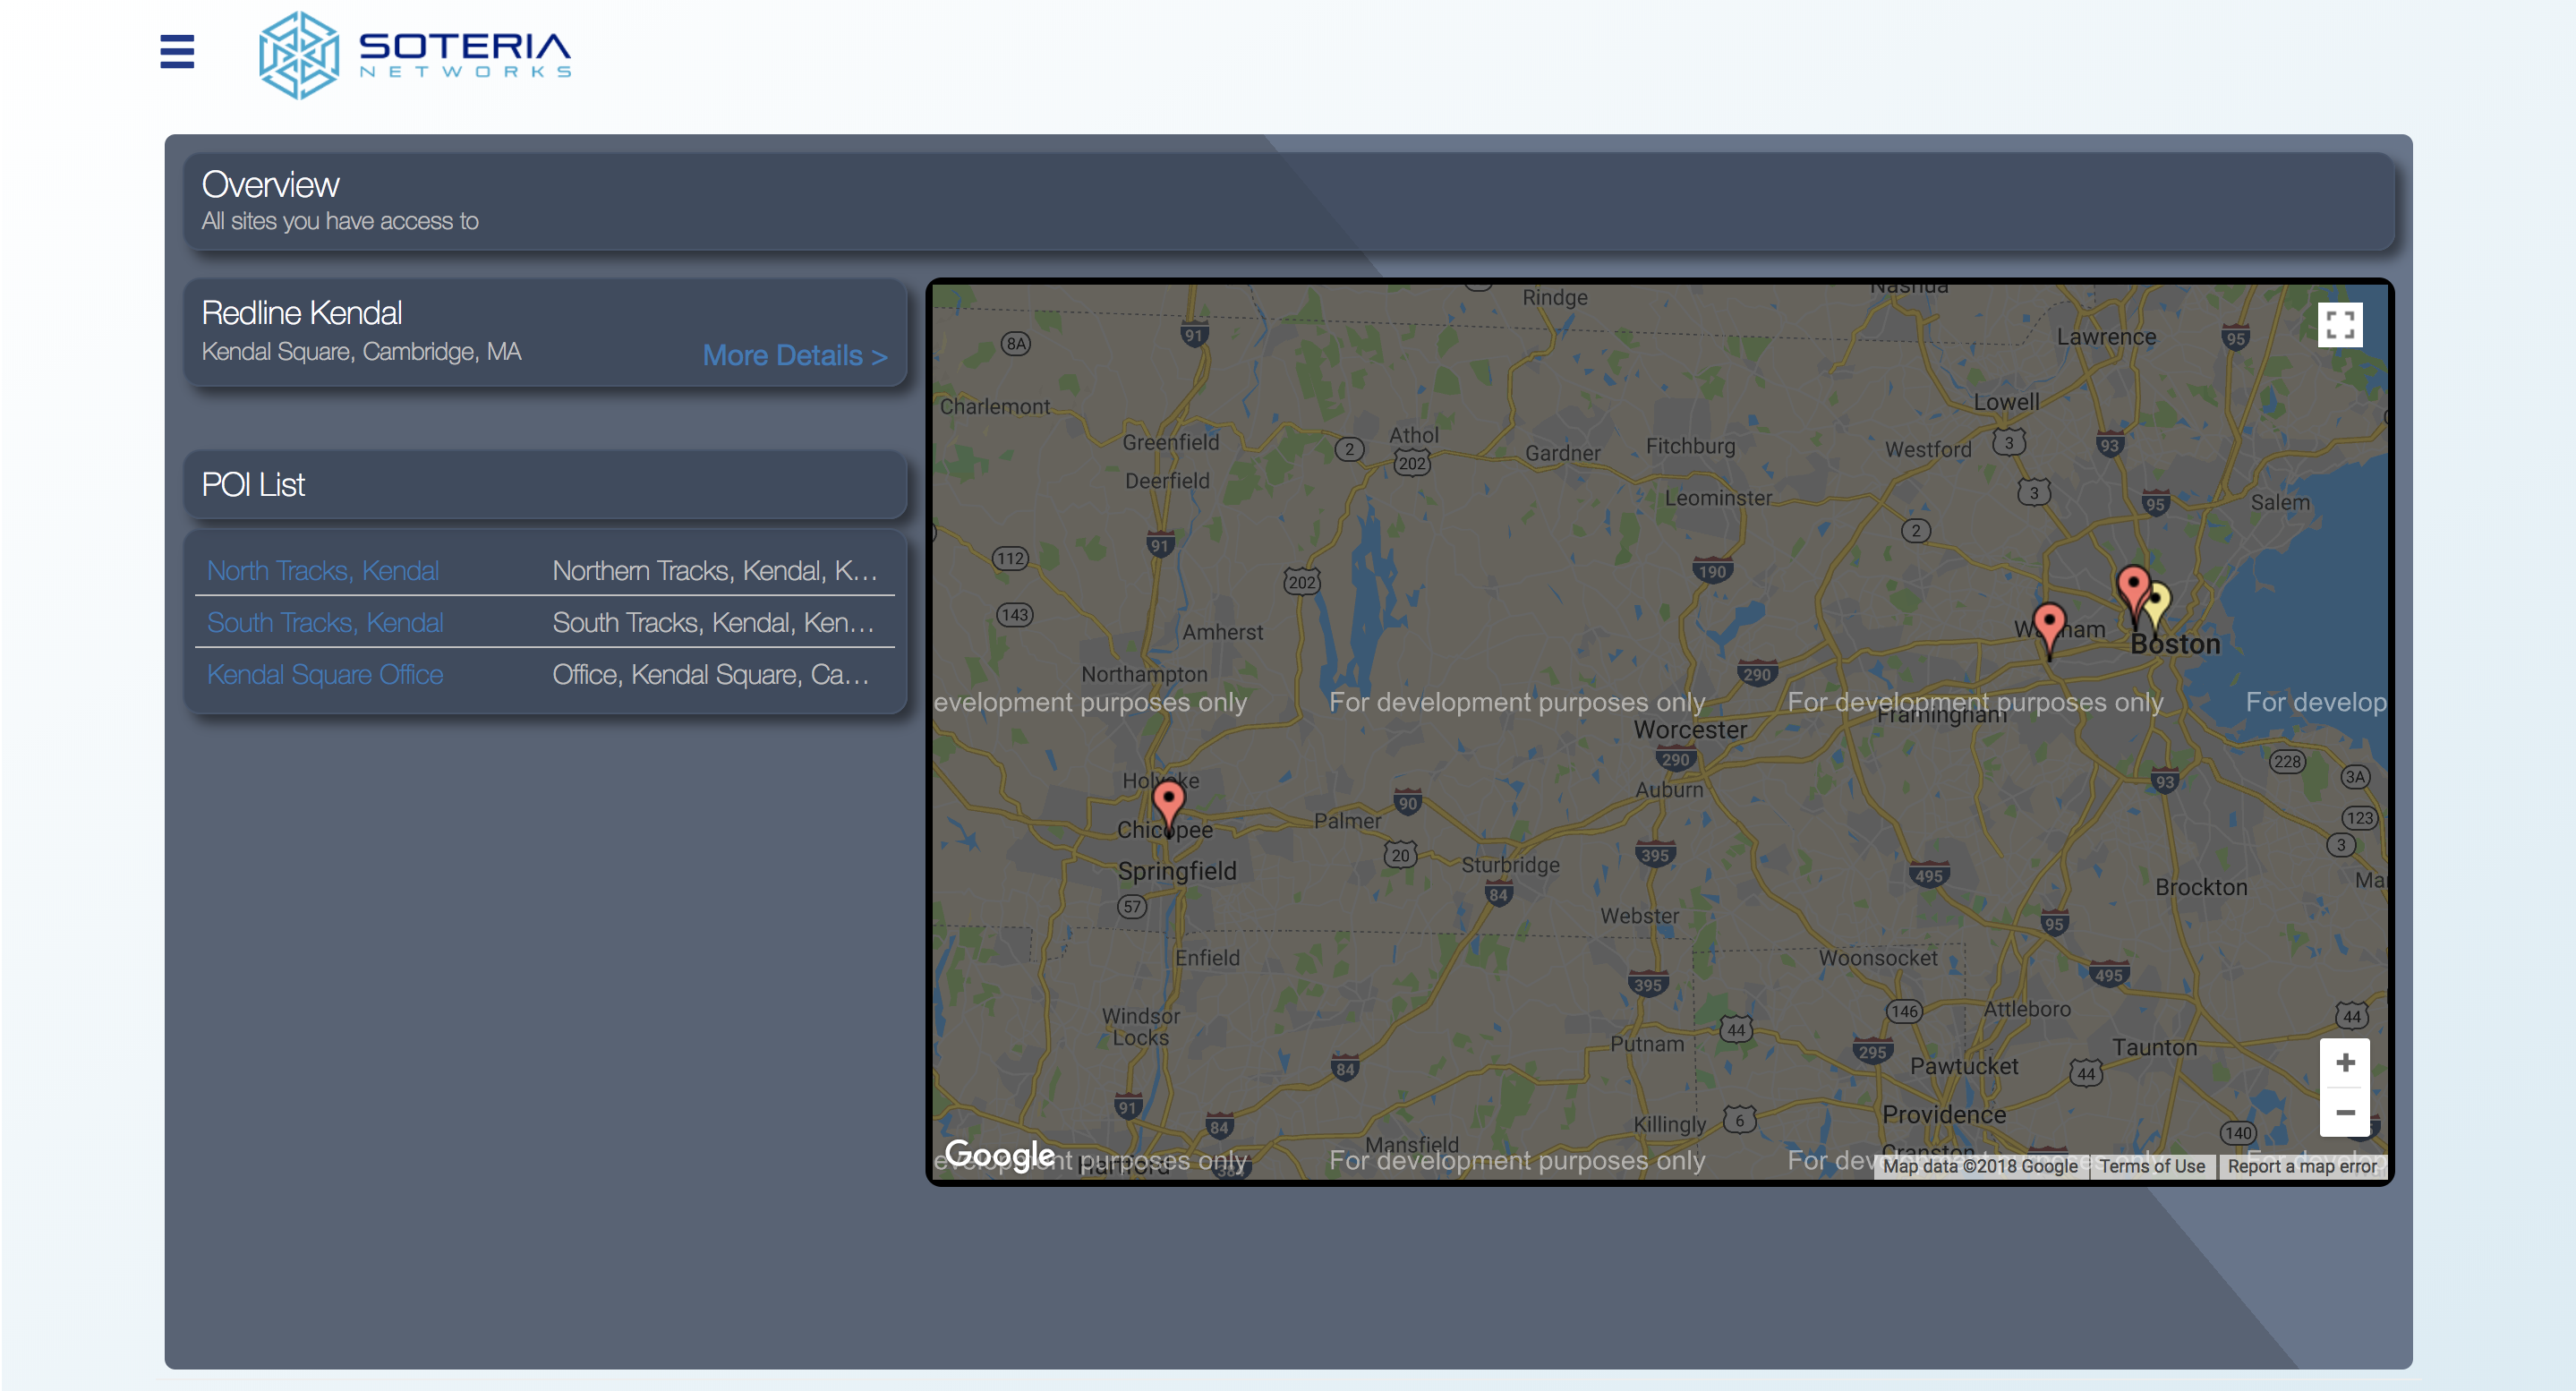 SOTERIA
NETWORKS
Overview
All sites you have access to
Redline Kendal
Kendal Square, Cambridge, MA
More Details >
POI List
North Tracks, Kendal Northern Tracks, Kendal, K...
South Tracks, Kendal South Tracks, Kendal, Ken...
Kendal Square Office Office, Kendal Square, Ca...
Rindge
Nashua
91
8A
Lawrence
95
Charlemont
Lowell
Greenfield
2
Athol
202
Gardner
Fitchburg
Westford
3
93
Deerfield
Leominster
3
95
Salem
91
2
112
202
190
143
Amherst
Boston
Northampton
290
evelopment purposes only
For development purposes only
For development purposes only
For develop
Framingham
Worcester
290
228
3A
93
Holyoke
Auburn
90
Palmer
123
Chicopee
20
395
3
Springfield
Sturbridge
84
495
Brockton
Ma
57
Webster
95
Enfield
Woonsocket
395
495
Windsor
Locks
146
Attleboro
44
44
Putnam
295
Taunton
84
Pawtucket
44
+
91
84
Killingly
6
Providence
140
−
Mansfield
Cranston
Google
evelopment purposes only
Hartford
For development purposes only
For dev
Map data ©2018 Google
Terms of Use
Report a map error